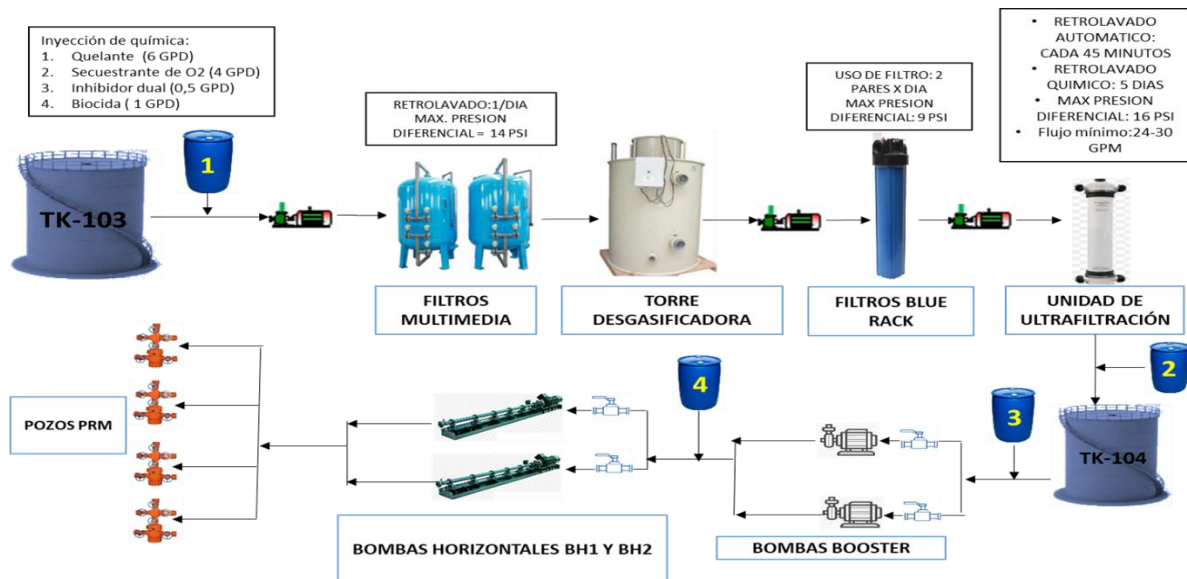 Inyección de química:
1. Quelante (6 GPD)
2. Secuestrante de O2 (4 GPD)
3. Inhibidor dual (0,5 GPD)
4. Biocida ( 1 GPD)
RETROLAVADO:1/DIA
MAX. PRESION
DIFERENCIAL = 14 PSI
USO DE FILTRO: 2
PARES X DIA
MAX PRESION
DIFERENCIAL: 9 PSI
• RETROLAVADO
AUTOMATICO:
CADA 45 MINUTOS
• RETROLAVADO
QUIMICO: 5 DIAS
• MAX PRESION
DIFERENCIAL: 16 PSI
• Flujo mínimo:24-30
GPM
1
TK-103
FILTROS
MULTIMEDIA
TORRE
DESGASIFICADORA
FILTROS BLUE
RACK
UNIDAD DE
ULTRAFILTRACIÓN
2
3
4
TK-104
POZOS PRM
BOMBAS HORIZONTALES BH1 Y BH2
BOMBAS BOOSTER